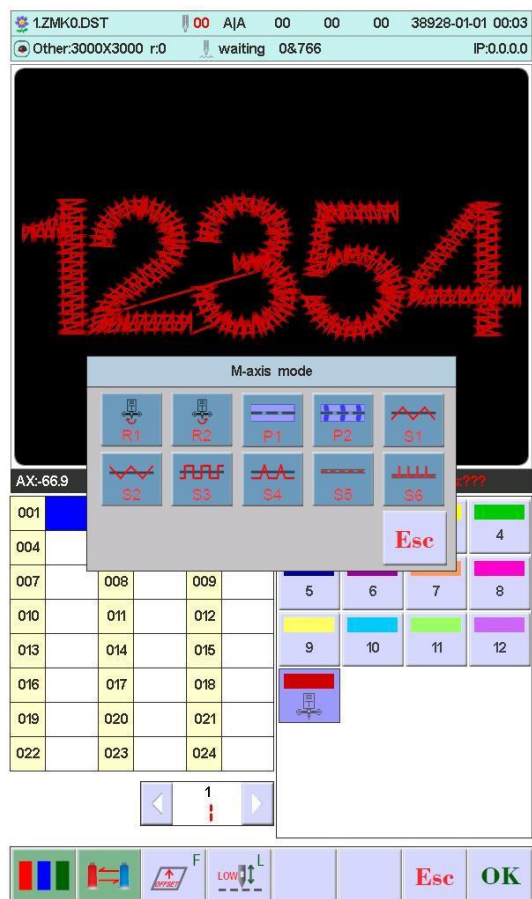 1.ZMK0.DST 00 A|A 00 00 00 38928-01-01 00:03
Other:3000X3000 r:0 waiting 0&766 IP:0.0.0.0
12354
M-axis mode
R1 R2 P1 P2 S1
S2 S3 S4 S5 S6
Esc
AX:-66.9 :???
001 4
004
007 008 009 5 6 7 8
010 011 012
013 014 015 9 10 11 12
016 017 018
019 020 021
022 023 024
1
OFFSET F LOW L Esc OK